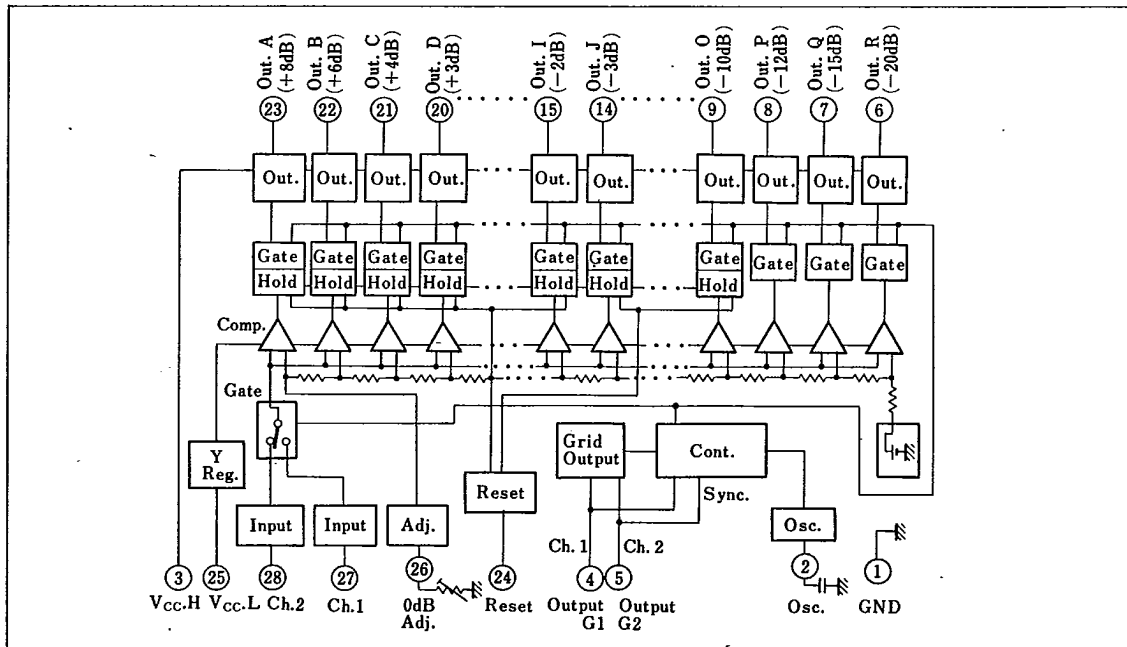 Out. A (+8dB)
Out. B (+6dB)
Out. C (+4dB)
Out. D (+3dB)
Out. I (−2dB)
Out. J (−3dB)
Out. O (−10dB)
Out. P (−12dB)
Out. Q (−15dB)
Out. R (−20dB)
23 22 21 20 15 14 9 8 7 6
Out. Out. Out. Out. Out. Out. Out. Out. Out. Out.
Gate Gate Gate Gate Gate Gate Gate Gate Gate Gate
Hold Hold Hold Hold Hold Hold Hold
Comp.
Gate
Y
Reg.
Input
Input
Adj.
Reset
Grid
Output
Cont.
Sync.
Osc.
Ch. 1
Ch. 2
3 25 28 27 26 24 4 5 2 1
VCC.H
VCC.L
Ch.2
Ch.1
0dB
Adj.
Reset
Output
G1
Output
G2
Osc.
GND